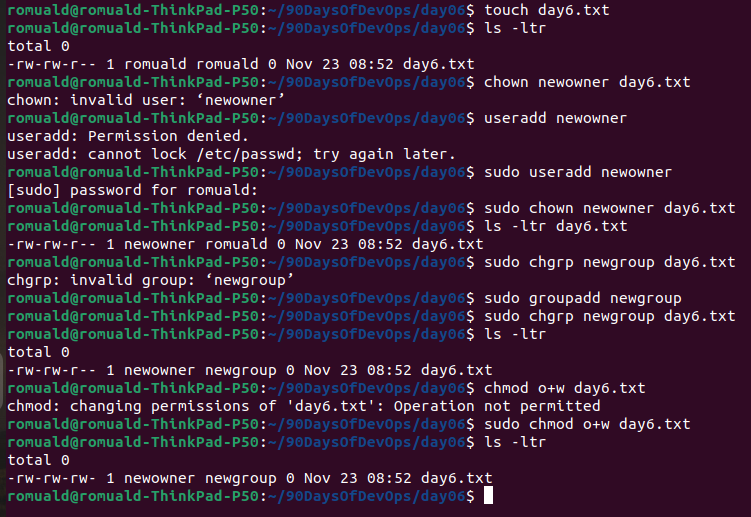 romuald@romuald-ThinkPad-P50:~/90DaysOfDevOps/day06$ touch day6.txt
romuald@romuald-ThinkPad-P50:~/90DaysOfDevOps/day06$ ls -ltr
total 0
-rw-rw-r-- 1 romuald romuald 0 Nov 23 08:52 day6.txt
romuald@romuald-ThinkPad-P50:~/90DaysOfDevOps/day06$ chown newowner day6.txt
chown: invalid user: ‘newowner’
romuald@romuald-ThinkPad-P50:~/90DaysOfDevOps/day06$ useradd newowner
useradd: Permission denied.
useradd: cannot lock /etc/passwd; try again later.
romuald@romuald-ThinkPad-P50:~/90DaysOfDevOps/day06$ sudo useradd newowner
[sudo] password for romuald:
romuald@romuald-ThinkPad-P50:~/90DaysOfDevOps/day06$ sudo chown newowner day6.txt
romuald@romuald-ThinkPad-P50:~/90DaysOfDevOps/day06$ ls -ltr day6.txt
-rw-rw-r-- 1 newowner romuald 0 Nov 23 08:52 day6.txt
romuald@romuald-ThinkPad-P50:~/90DaysOfDevOps/day06$ sudo chgrp newgroup day6.txt
chgrp: invalid group: ‘newgroup’
romuald@romuald-ThinkPad-P50:~/90DaysOfDevOps/day06$ sudo groupadd newgroup
romuald@romuald-ThinkPad-P50:~/90DaysOfDevOps/day06$ sudo chgrp newgroup day6.txt
romuald@romuald-ThinkPad-P50:~/90DaysOfDevOps/day06$ ls -ltr
total 0
-rw-rw-r-- 1 newowner newgroup 0 Nov 23 08:52 day6.txt
romuald@romuald-ThinkPad-P50:~/90DaysOfDevOps/day06$ chmod o+w day6.txt
chmod: changing permissions of 'day6.txt': Operation not permitted
romuald@romuald-ThinkPad-P50:~/90DaysOfDevOps/day06$ sudo chmod o+w day6.txt
romuald@romuald-ThinkPad-P50:~/90DaysOfDevOps/day06$ ls -ltr
total 0
-rw-rw-rw- 1 newowner newgroup 0 Nov 23 08:52 day6.txt
romuald@romuald-ThinkPad-P50:~/90DaysOfDevOps/day06$